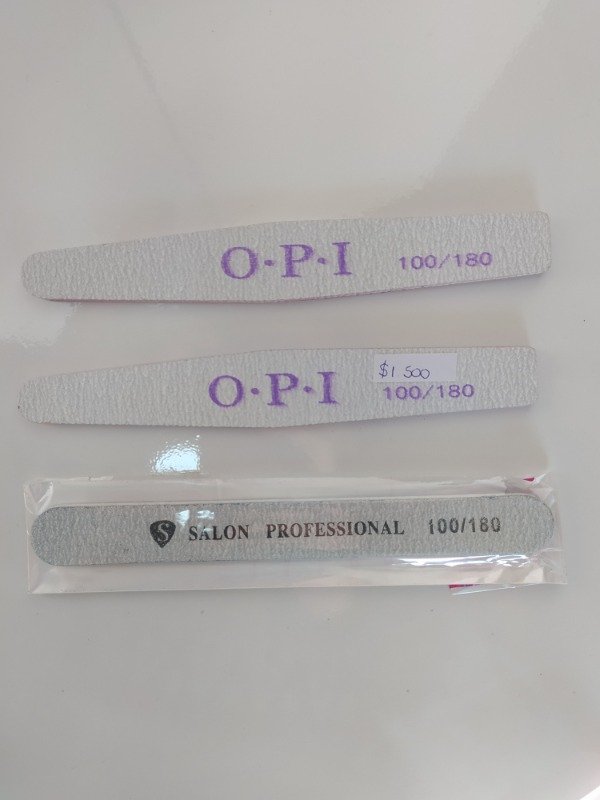 O·P·I 100/180
$1 500
O·P·I 100/180
S SALON PROFESSIONAL 100/180